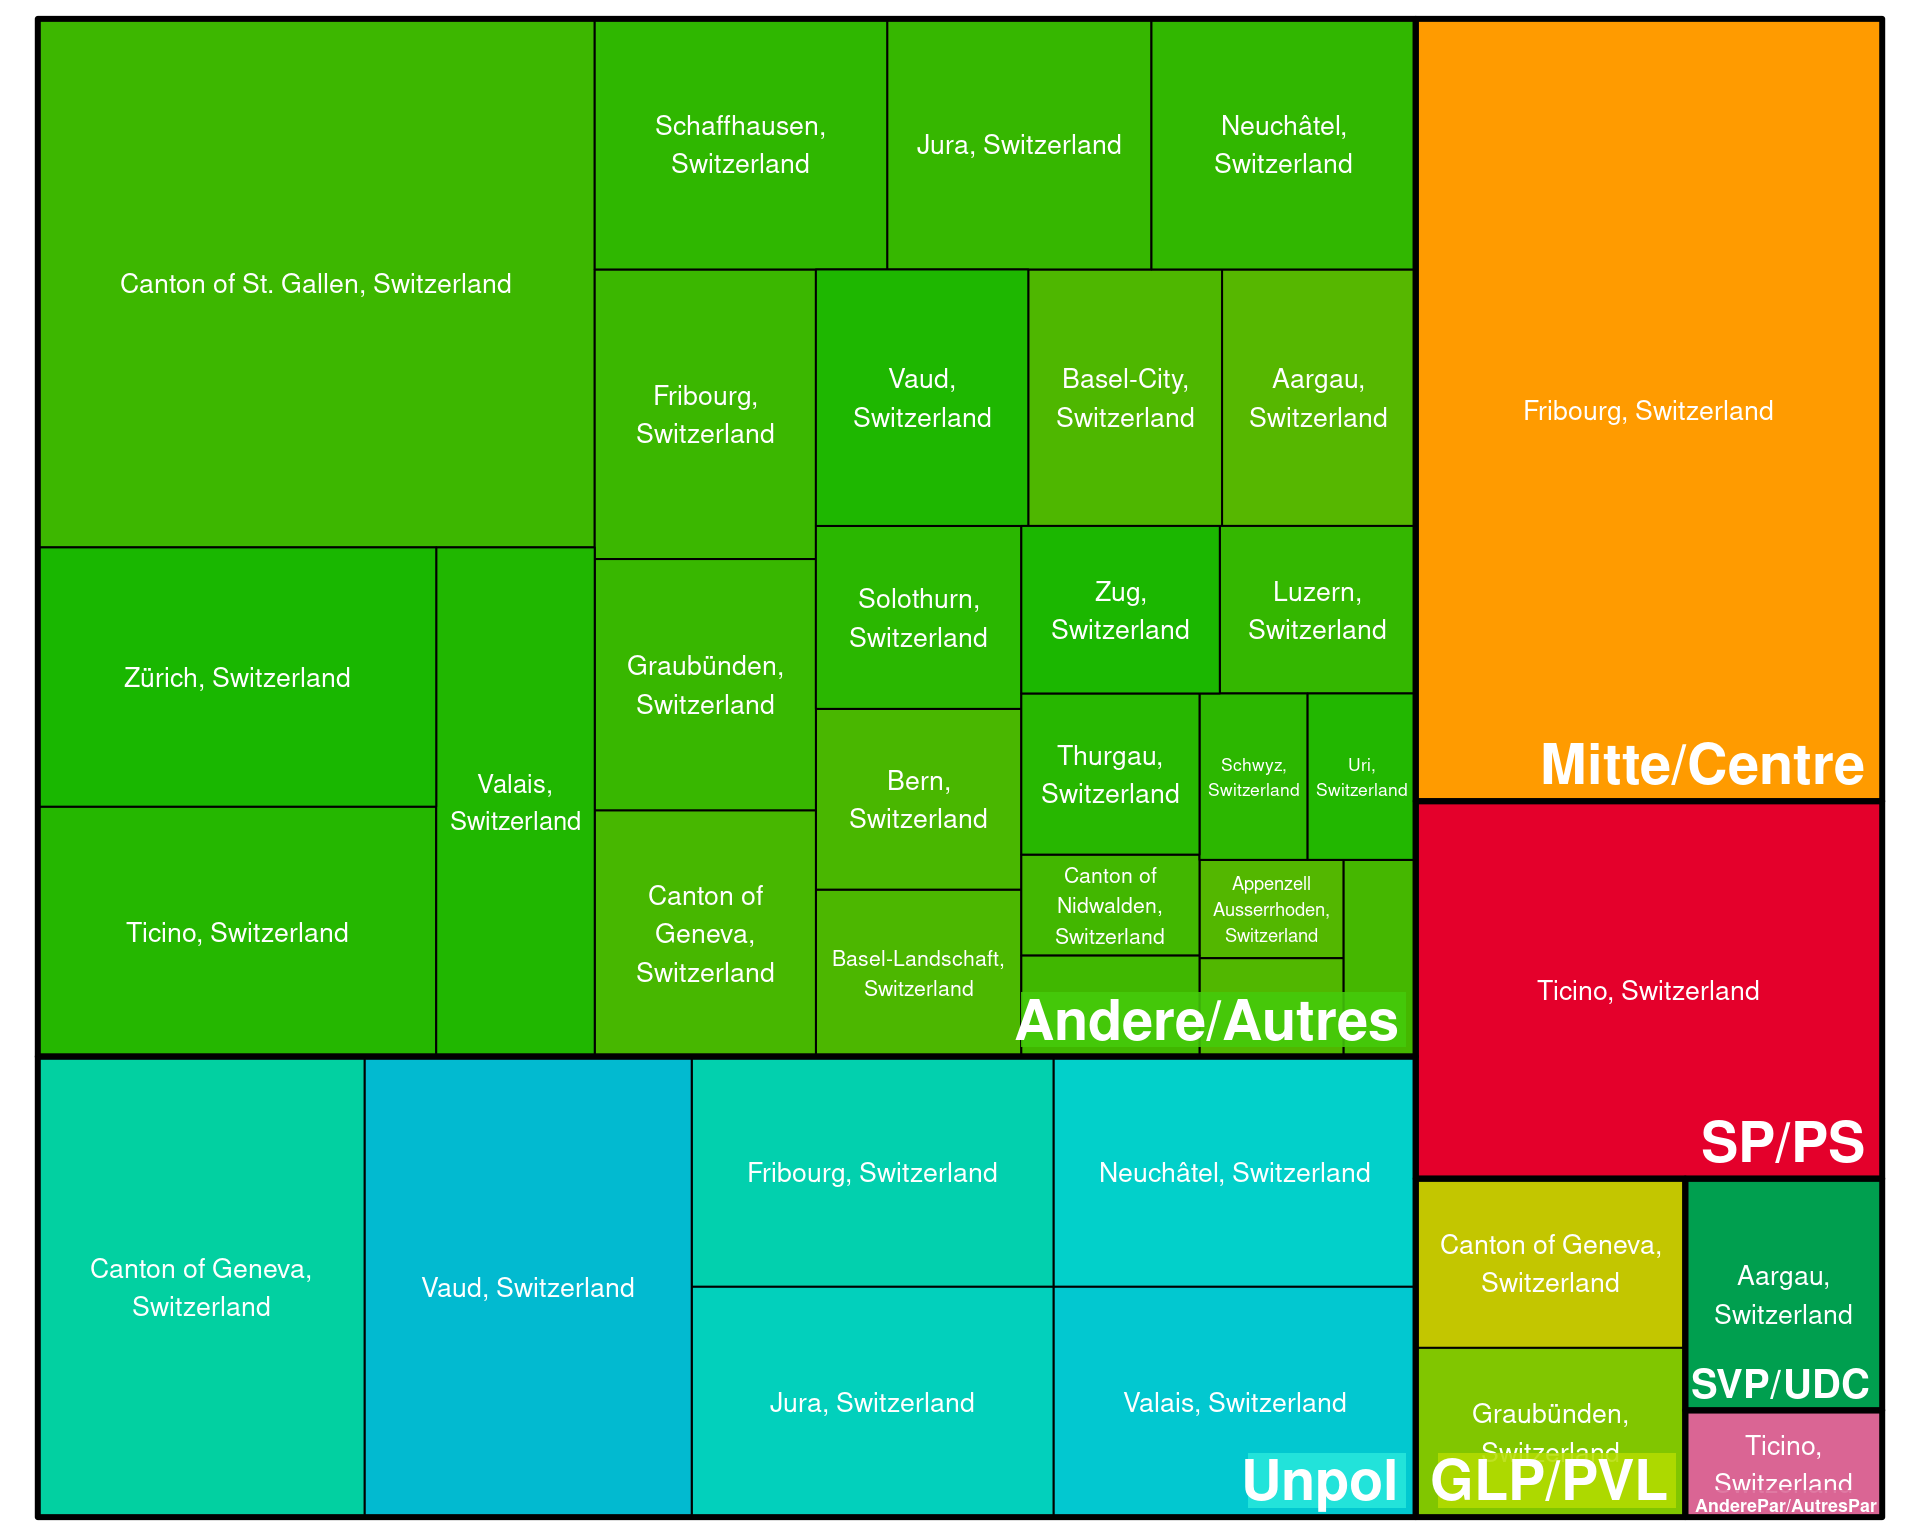 Canton of St. Gallen, Switzerland
Schaffhausen,
Switzerland
Jura, Switzerland
Neuchâtel,
Switzerland
Fribourg,
Switzerland
Vaud,
Switzerland
Basel-City,
Switzerland
Aargau,
Switzerland
Zürich, Switzerland
Valais,
Switzerland
Ticino, Switzerland
Graubünden,
Switzerland
Canton of
Geneva,
Switzerland
Solothurn,
Switzerland
Zug,
Switzerland
Luzern,
Switzerland
Bern,
Switzerland
Thurgau,
Switzerland
Schwyz,
Switzerland
Uri,
Switzerland
Basel-Landschaft,
Switzerland
Canton of
Nidwalden,
Switzerland
Appenzell
Ausserrhoden,
Switzerland
Andere/Autres
Fribourg, Switzerland
Mitte/Centre
Ticino, Switzerland
SP/PS
Canton of Geneva,
Switzerland
Vaud, Switzerland
Fribourg, Switzerland
Neuchâtel, Switzerland
Jura, Switzerland
Valais, Switzerland
Unpol
Canton of Geneva,
Switzerland
Graubünden,
Switzerland
GLP/PVL
Aargau,
Switzerland
SVP/UDC
Ticino,
Switzerland
AnderePar/AutresPar